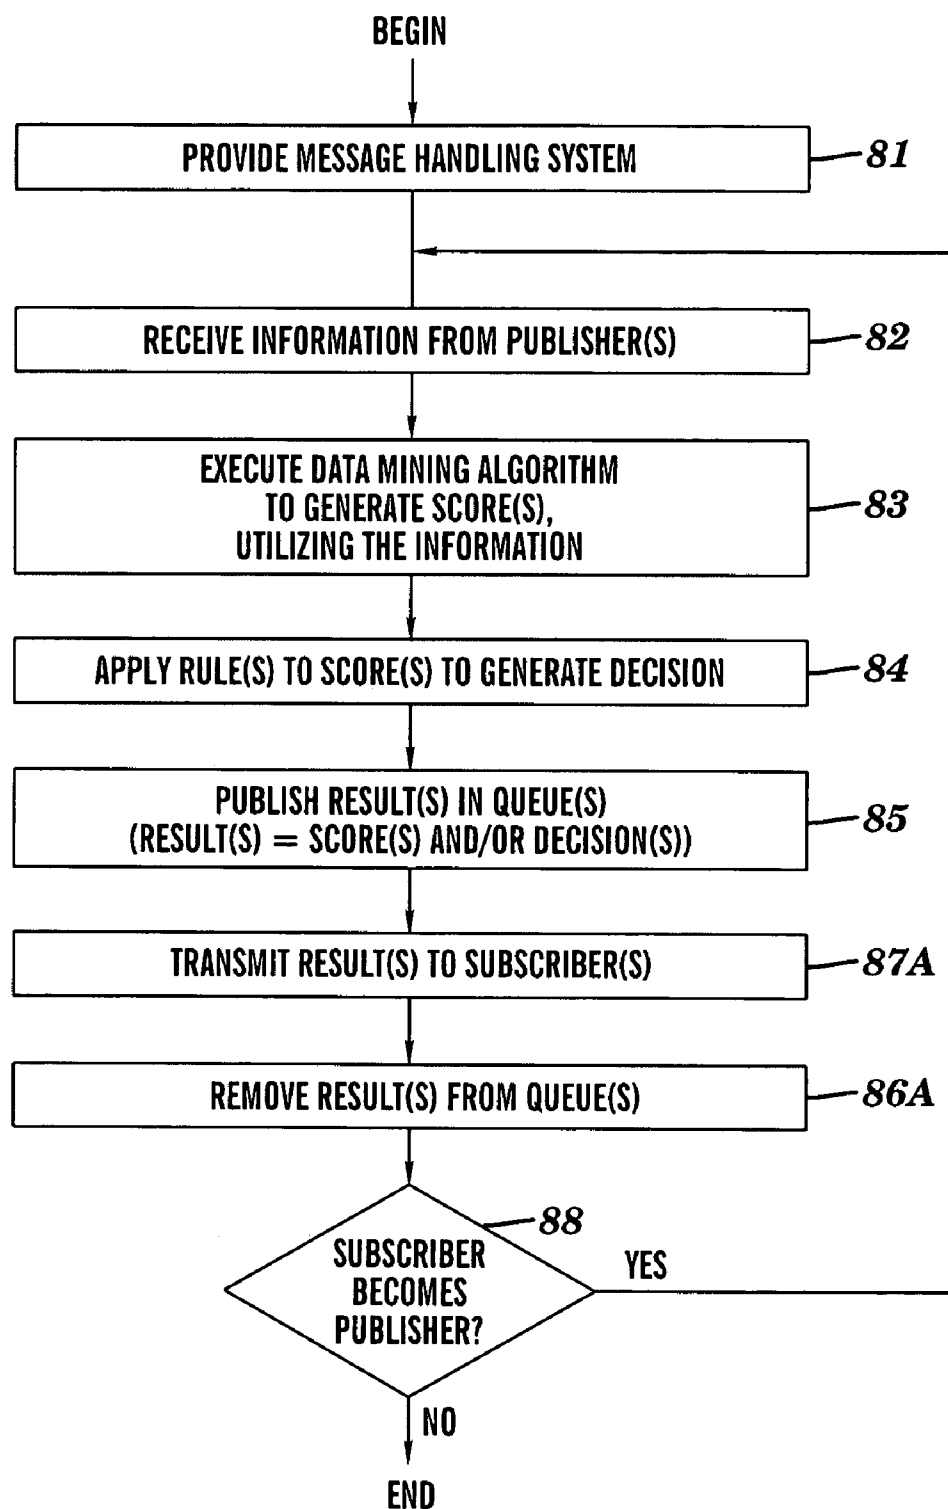 BEGIN
PROVIDE MESSAGE HANDLING SYSTEM
81
RECEIVE INFORMATION FROM PUBLISHER(S)
82
EXECUTE DATA MINING ALGORITHM
TO GENERATE SCORE(S),
UTILIZING THE INFORMATION
83
APPLY RULE(S) TO SCORE(S) TO GENERATE DECISION
84
PUBLISH RESULT(S) IN QUEUE(S)
(RESULT(S) = SCORE(S) AND/OR DECISION(S))
85
TRANSMIT RESULT(S) TO SUBSCRIBER(S)
87A
REMOVE RESULT(S) FROM QUEUE(S)
86A
88
SUBSCRIBER
BECOMES
PUBLISHER?
YES
NO
END